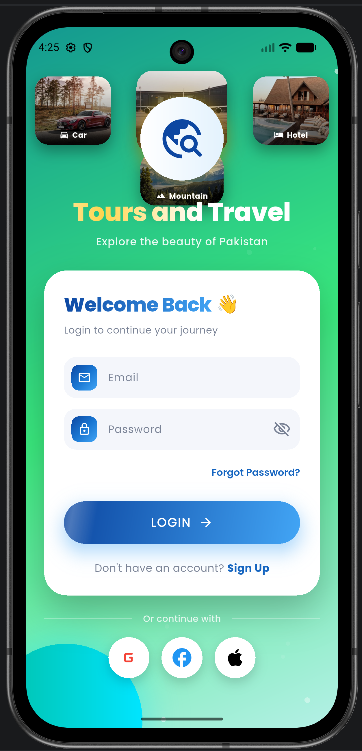 4:25
Car
Mountain
Hotel
Tours and Travel
Explore the beauty of Pakistan
Welcome Back 👋
Login to continue your journey
Email
Password
Forgot Password?
LOGIN →
Don't have an account? Sign Up
Or continue with
G